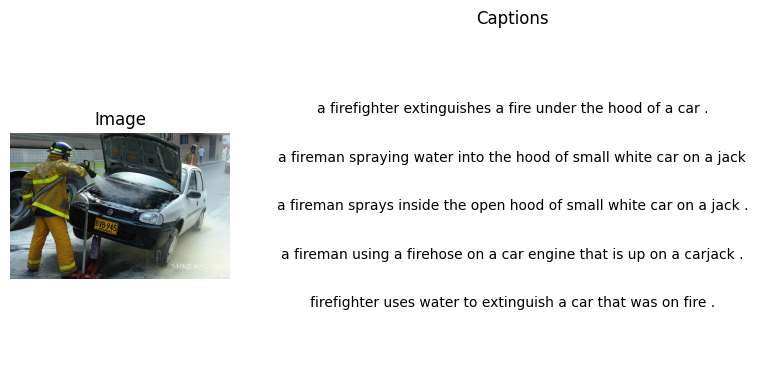 Captions
Image
a firefighter extinguishes a fire under the hood of a car .
a fireman spraying water into the hood of small white car on a jack
a fireman sprays inside the open hood of small white car on a jack .
a fireman using a firehose on a car engine that is up on a carjack .
firefighter uses water to extinguish a car that was on fire .